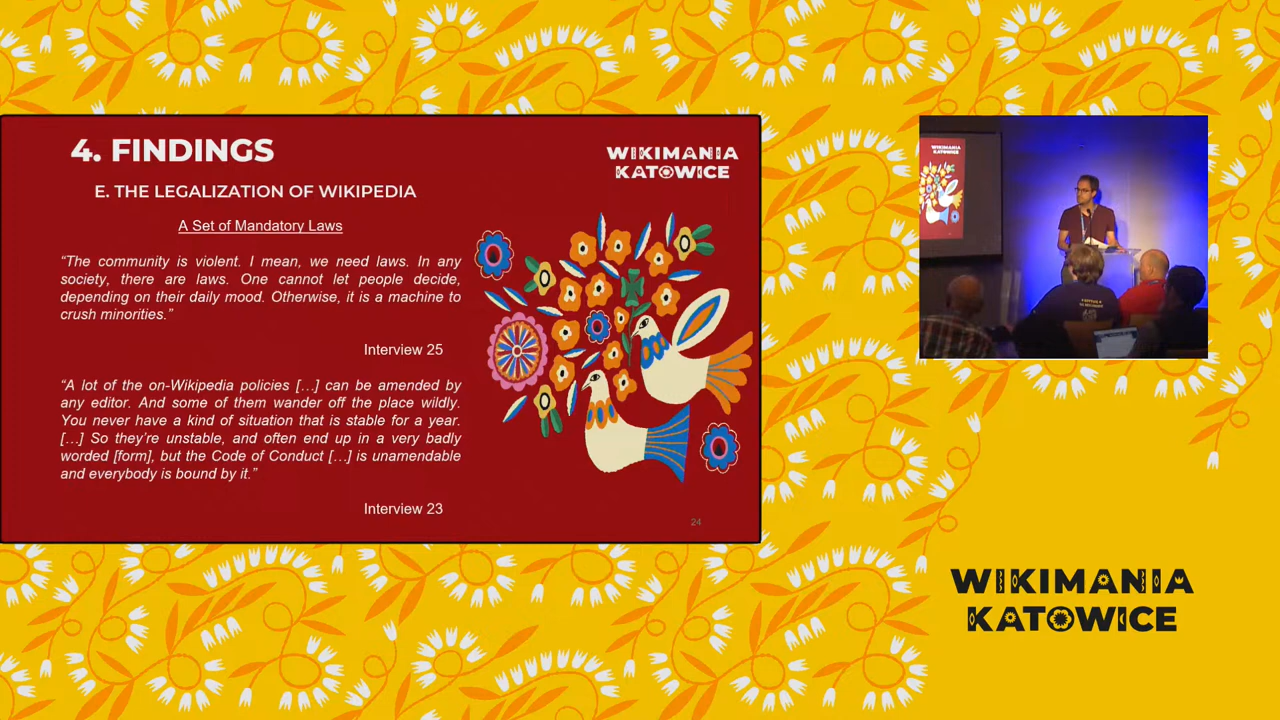 4. FINDINGS
WIKIMANIA
KATOWICE
E. THE LEGALIZATION OF WIKIPEDIA
A Set of Mandatory Laws
“The community is violent. I mean, we need laws. In any
society, there are laws. One cannot let people decide,
depending on their daily mood. Otherwise, it is a machine to
crush minorities.”
Interview 25
“A lot of the on-Wikipedia policies […] can be amended by
any editor. And some of them wander off the place wildly.
You never have a kind of situation that is stable for a year.
[…] So they’re unstable, and often end up in a very badly
worded [form], but the Code of Conduct […] is unamendable
and everybody is bound by it.”
Interview 23
24
WIKIMANIA
KATOWICE
WIKIMANIA
KATOWICE